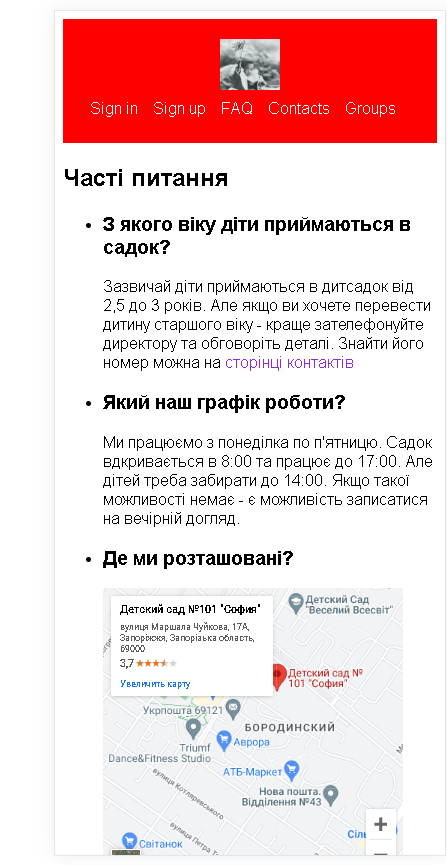 Sign in Sign up FAQ Contacts Groups
Часті питання
З якого віку діти приймаються в
садок?
Зазвичай діти приймаються в дитсадок від
2,5 до 3 років. Але якщо ви хочете перевести
дитину старшого віку - краще зателефонуйте
директору та обговоріть деталі. Знайти його
номер можна на сторінці контактів
Який наш графік роботи?
Ми працюємо з понеділка по п'ятницю. Садок
вдкривається в 8:00 та працює до 17:00. Але
дітей треба забирати до 14:00. Якщо такої
можливості немає - є можливість записатися
на вечірній догляд.
Де ми розташовані?
Детский сад
"Веселий Всесвіт"
Детский сад №101 "София"
вулиця Маршала Чуйкова, 17А,
Запоріжжя, Запорізька область,
69000
3,7
Увеличить карту
Детский сад №
101 "София"
Укрпошта 69121
БОРОДИНСКИЙ
Triumf
Dance&Fitness Studio
Аврора
АТБ-Маркет
вулиця Котляревського
Нова пошта.
Відділення №43
Світанок
вулиця Петра
Сіль